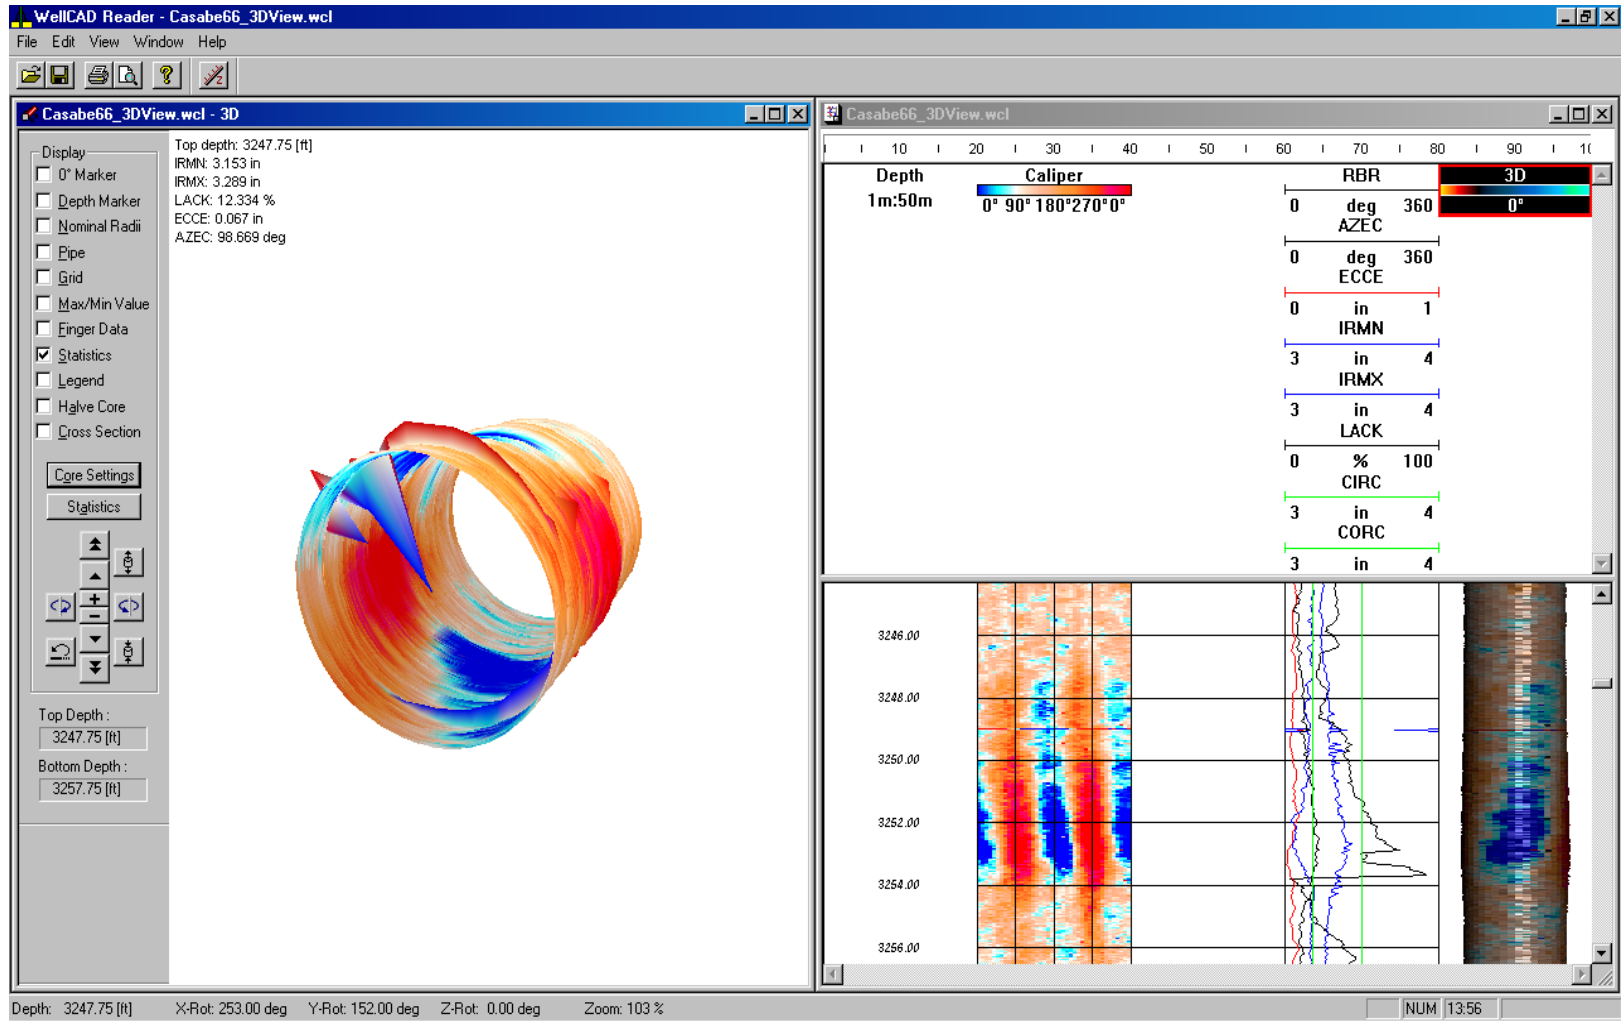 WellCAD Reader - Casabe66_3DView.wcl
File Edit View Window Help
Casabe66_3DView.wcl - 3D
Display
0° Marker
Depth Marker
Nominal Radii
Pipe
Grid
Max/Min Value
Finger Data
Statistics
Legend
Halve Core
Cross Section
Core Settings
Statistics
Top Depth :
3247.75 [ft]
Bottom Depth :
3257.75 [ft]
Top depth: 3247.75 [ft]
IRMN: 3.153 in
IRMX: 3.289 in
LACK: 12.334 %
ECCE: 0.067 in
AZEC: 98.669 deg
Casabe66_3DView.wcl
10 20 30 40 50 60 70 80 90 1(
Depth Caliper RBR 3D
1m:50m 0° 90° 180° 270° 0° 0 deg 360 0°
AZEC
0 deg 360
ECCE
0 in 1
IRMN
3 in 4
IRMX
3 in 4
LACK
0 % 100
CIRC
3 in 4
CORC
3 in 4
3246.00
3248.00
3250.00
3252.00
3254.00
3256.00
Depth: 3247.75 [ft] X-Rot: 253.00 deg Y-Rot: 152.00 deg Z-Rot: 0.00 deg Zoom: 103 % NUM 13:56